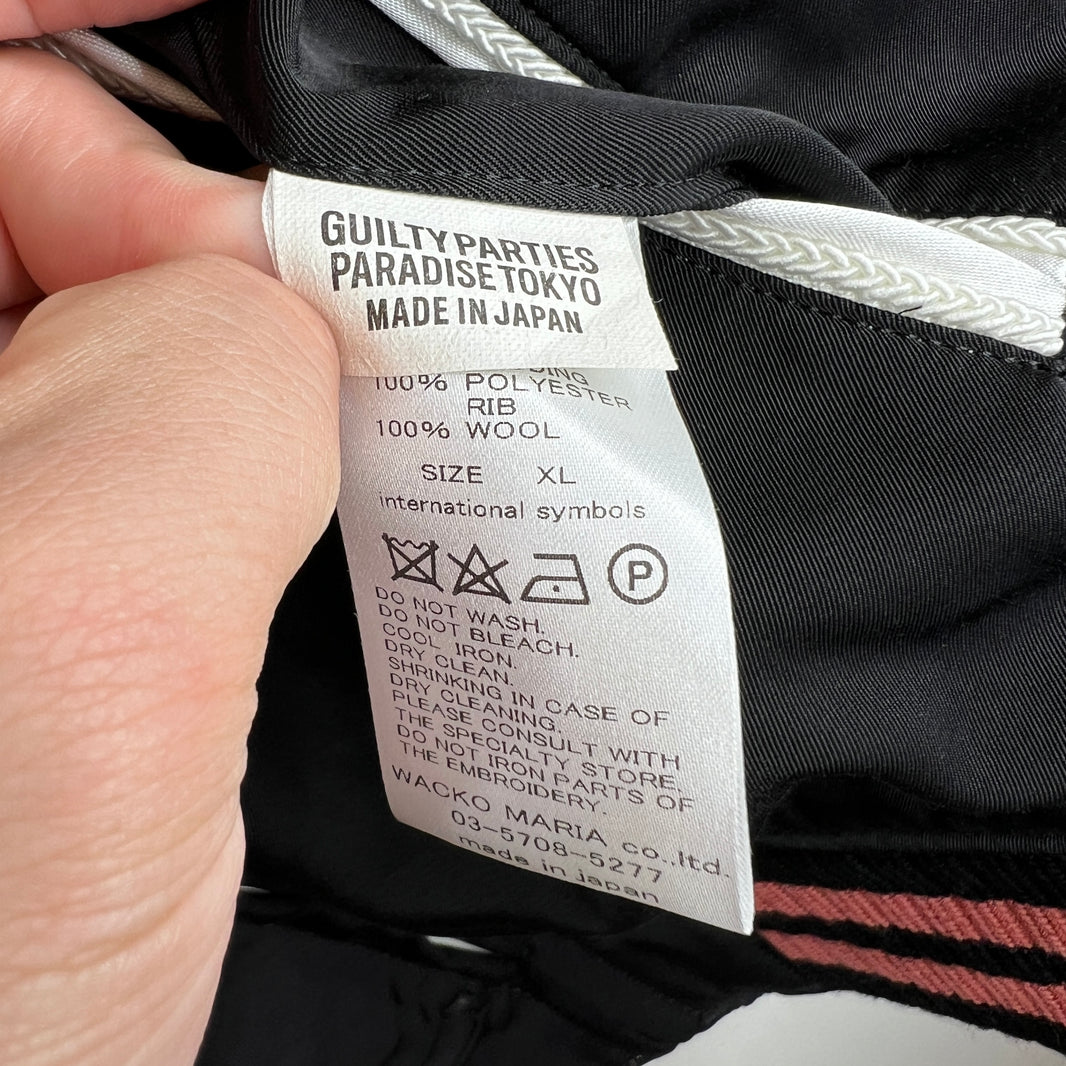 GUILTY PARTIES
PARADISE TOKYO
MADE IN JAPAN
100% POLYESTER
RIB
100% WOOL
SIZE XL
international symbols
P
DO NOT WASH.
DO NOT BLEACH.
COOL IRON.
DRY CLEAN.
SHRINKING IN CASE OF
DRY CLEANING.
PLEASE CONSULT WITH
THE SPECIALTY STORE.
DO NOT IRON PARTS OF
THE EMBROIDERY.
WACKO MARIA co.,ltd.
03-5708-5277
made in japan